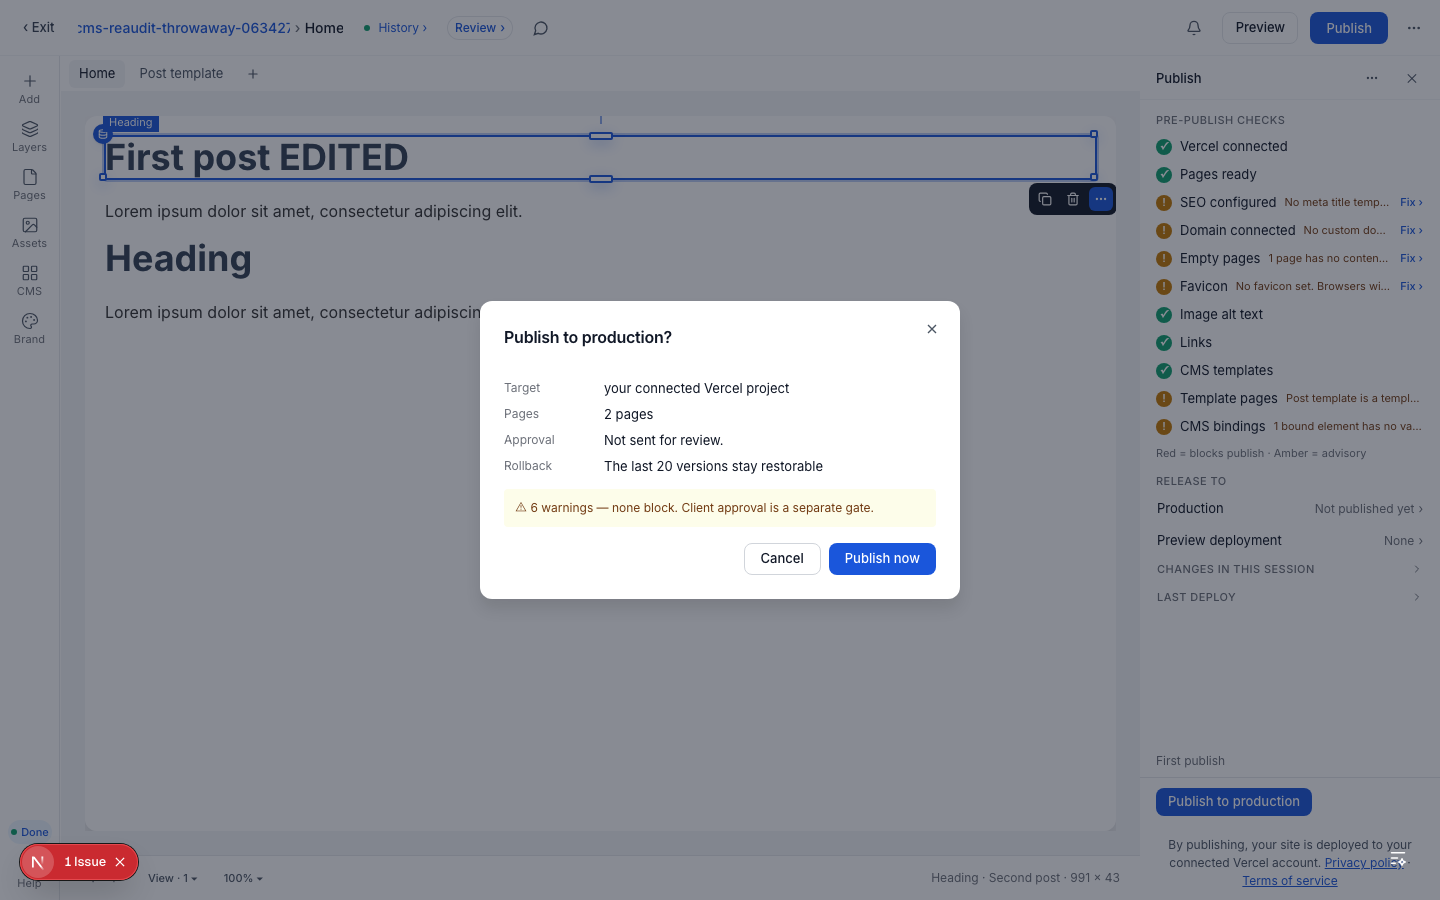 ‹ Exit
cms-reaudit-throwaway-063427 › Home
History ›
Review ›
Preview
Publish
Add
Layers
Pages
Assets
CMS
Brand
Done
Help
Home
Post template
Heading
First post EDITED
Lorem ipsum dolor sit amet, consectetur adipiscing elit.
Heading
Lorem ipsum dolor sit amet, consectetur adipiscing
Publish to production?
Target your connected Vercel project
Pages 2 pages
Approval Not sent for review.
Rollback The last 20 versions stay restorable
⚠ 6 warnings — none block. Client approval is a separate gate.
Cancel
Publish now
Publish
PRE-PUBLISH CHECKS
Vercel connected
Pages ready
SEO configured No meta title temp... Fix ›
Domain connected No custom do... Fix ›
Empty pages 1 page has no conten... Fix ›
Favicon No favicon set. Browsers wi... Fix ›
Image alt text
Links
CMS templates
Template pages Post template is a templ...
CMS bindings 1 bound element has no va...
Red = blocks publish · Amber = advisory
RELEASE TO
Production Not published yet ›
Preview deployment None ›
CHANGES IN THIS SESSION
LAST DEPLOY
First publish
Publish to production
By publishing, your site is deployed to your
connected Vercel account. Privacy policy ·
Terms of service
N 1 Issue
View · 1
100%
Heading · Second post · 991 × 43